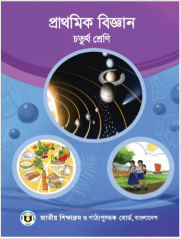 প্রাথমিক বিজ্ঞান
চতুর্থ শ্রেণি
জাতীয় শিক্ষাক্রম ও পাঠ্যপুস্তক বোর্ড, বাংলাদেশ